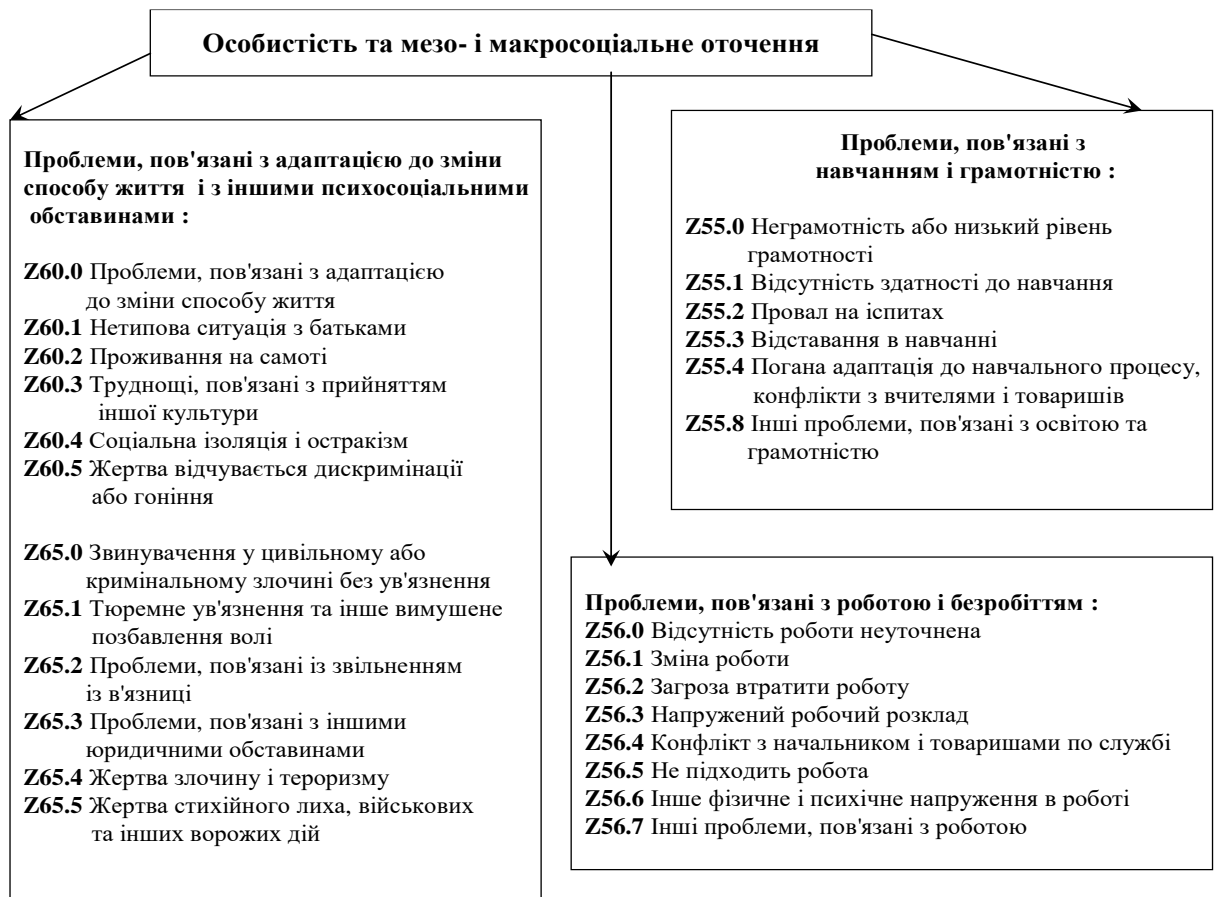 Особистість та мезо- і макросоціальне оточення
Проблеми, пов'язані з адаптацією до зміни
способу життя і з іншими психосоціальними
обставинами :
Z60.0 Проблеми, пов'язані з адаптацією
до зміни способу життя
Z60.1 Нетипова ситуація з батьками
Z60.2 Проживання на самоті
Z60.3 Труднощі, пов'язані з прийняттям
іншої культури
Z60.4 Соціальна ізоляція і остракізм
Z60.5 Жертва відчувається дискримінації
або гоніння
Z65.0 Звинувачення у цивільному або
кримінальному злочині без ув'язнення
Z65.1 Тюремне ув'язнення та інше вимушене
позбавлення волі
Z65.2 Проблеми, пов'язані із звільненням
із в'язниці
Z65.3 Проблеми, пов'язані з іншими
юридичними обставинами
Z65.4 Жертва злочину і тероризму
Z65.5 Жертва стихійного лиха, військових
та інших ворожих дій
Проблеми, пов'язані з
навчанням і грамотністю :
Z55.0 Неграмотність або низький рівень
грамотності
Z55.1 Відсутність здатності до навчання
Z55.2 Провал на іспитах
Z55.3 Відставання в навчанні
Z55.4 Погана адаптація до навчального процесу,
конфлікти з вчителями і товаришів
Z55.8 Інші проблеми, пов'язані з освітою та
грамотністю
Проблеми, пов'язані з роботою і безробіттям :
Z56.0 Відсутність роботи неуточнена
Z56.1 Зміна роботи
Z56.2 Загроза втратити роботу
Z56.3 Напружений робочий розклад
Z56.4 Конфлікт з начальником і товаришами по службі
Z56.5 Не підходить робота
Z56.6 Інше фізичне і психічне напруження в роботі
Z56.7 Інші проблеми, пов'язані з роботою